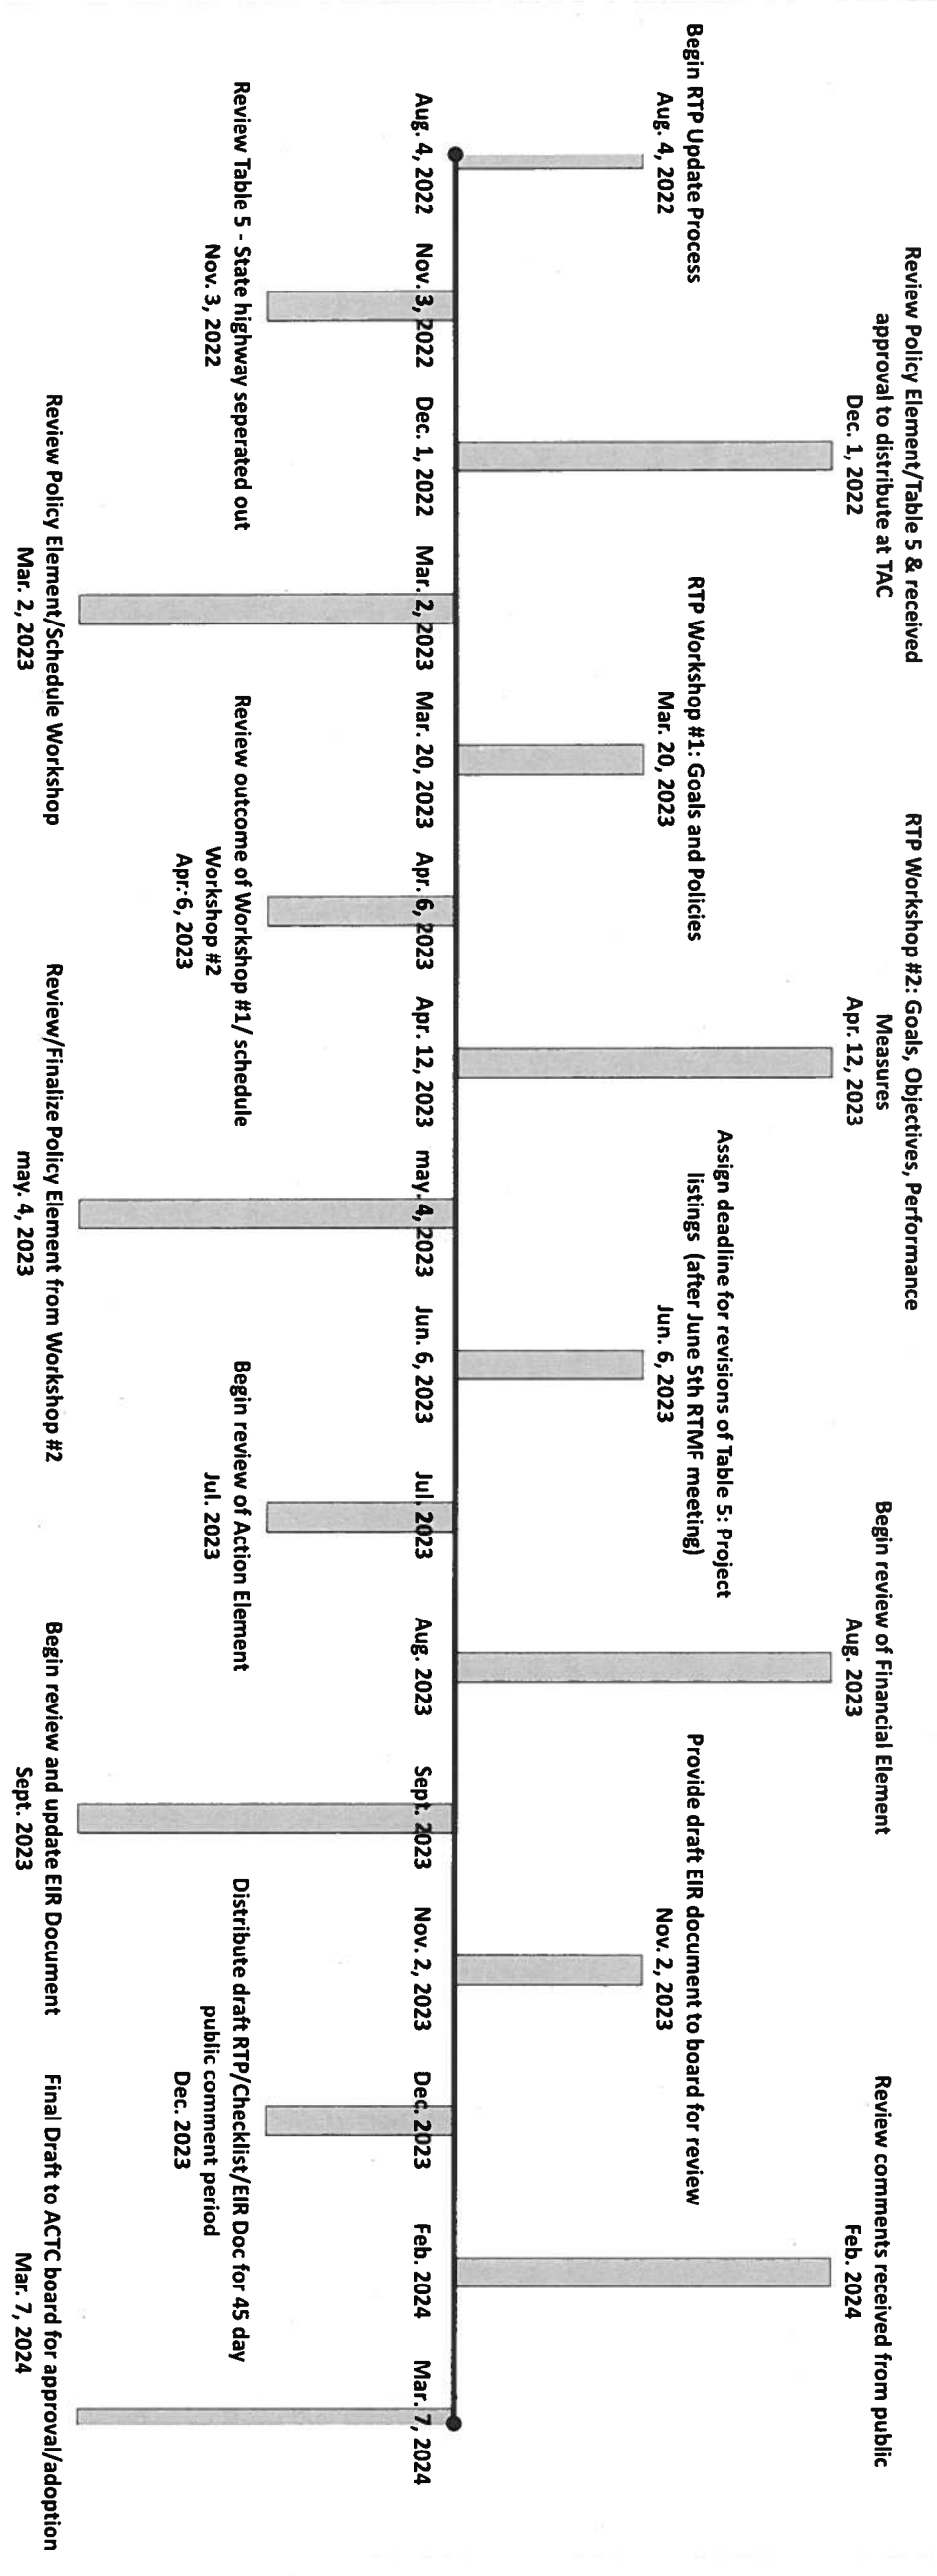 Review Policy Element/Table 5 & received
approval to distribute at TAC
Dec. 1, 2022
RTP Workshop #2: Goals, Objectives, Performance
Measures
Apr. 12, 2023
Begin review of Financial Element
Aug. 2023
Review comments received from public
Feb. 2024
Begin RTP Update Process
Aug. 4, 2022
RTP Workshop #1: Goals and Policies
Mar. 20, 2023
Assign deadline for revisions of Table 5: Project
listings (after June 5th RTMF meeting)
Jun. 6, 2023
Provide draft EIR document to board for review
Nov. 2, 2023
Aug. 4, 2022
Nov. 3, 2022
Dec. 1, 2022
Mar. 2, 2023
Mar. 20, 2023
Apr. 6, 2023
Apr. 12, 2023
may. 4, 2023
Jun. 6, 2023
Jul. 2023
Aug. 2023
Sept. 2023
Nov. 2, 2023
Dec. 2023
Feb. 2024
Mar. 7, 2024
Review Table 5 - State highway seperated out
Nov. 3, 2022
Review outcome of Workshop #1/ schedule
Workshop #2
Apr. 6, 2023
Begin review of Action Element
Jul. 2023
Distribute draft RTP/Checklist/EIR Doc for 45 day
public comment period
Dec. 2023
Review Policy Element/Schedule Workshop
Mar. 2, 2023
Review/Finalize Policy Element from Workshop #2
may. 4, 2023
Begin review and update EIR Document
Sept. 2023
Final Draft to ACTC board for approval/adoption
Mar. 7, 2024